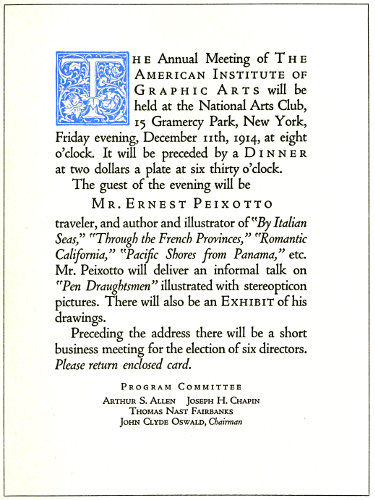 THE Annual Meeting of THE
AMERICAN INSTITUTE OF
GRAPHIC ARTS will be
held at the National Arts Club,
15 Gramercy Park, New York,
Friday evening, December 11th, 1914, at eight
o'clock. It will be preceded by a DINNER
at two dollars a plate at six thirty o'clock.
The guest of the evening will be
MR. ERNEST PEIXOTTO
traveler, and author and illustrator of "By Italian
Seas," "Through the French Provinces," "Romantic
California," "Pacific Shores from Panama," etc.
Mr. Peixotto will deliver an informal talk on
"Pen Draughtsmen" illustrated with stereopticon
pictures. There will also be an EXHIBIT of his
drawings.
Preceding the address there will be a short
business meeting for the election of six directors.
Please return enclosed card.
PROGRAM COMMITTEE
ARTHUR S. ALLEN JOSEPH H. CHAPIN
THOMAS NAST FAIRBANKS
JOHN CLYDE OSWALD, Chairman